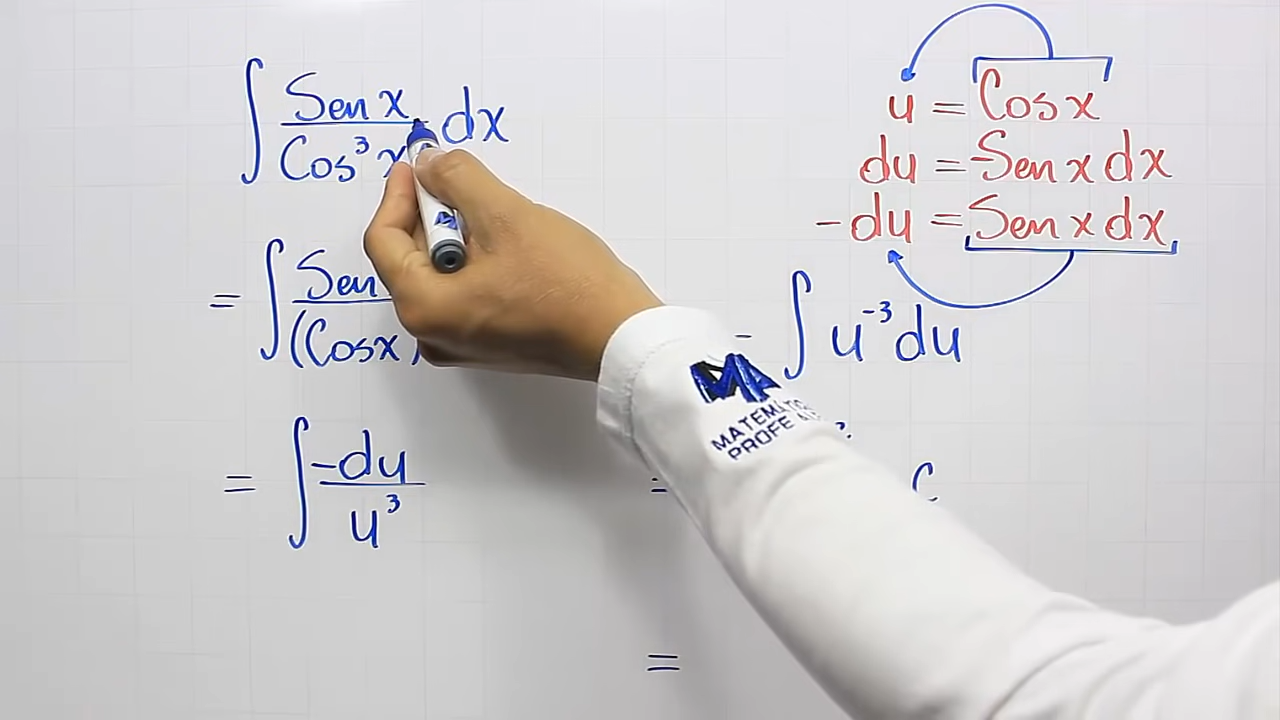 ∫ Sen x / Cos³ x dx
= ∫ Sen / (Cos x)
= ∫ -du / u³
u = Cos x
du = -Sen x dx
-du = Sen x dx
- ∫ u⁻³ du
= C
=
MA
MATEMÁTICAS
PROFE ALEX